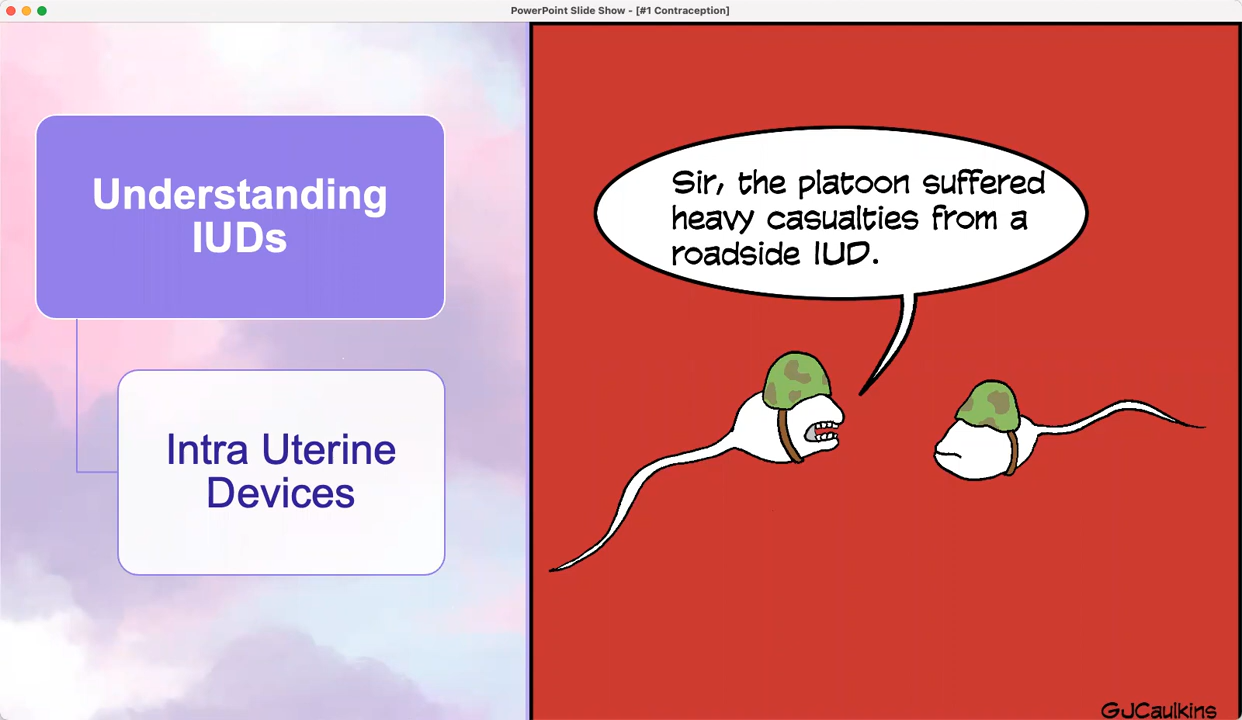 PowerPoint Slide Show - [#1 Contraception]
Understanding
IUDs
Intra Uterine
Devices
Sir, the platoon suffered
heavy casualties from a
roadside IUD.
GJCaulkins